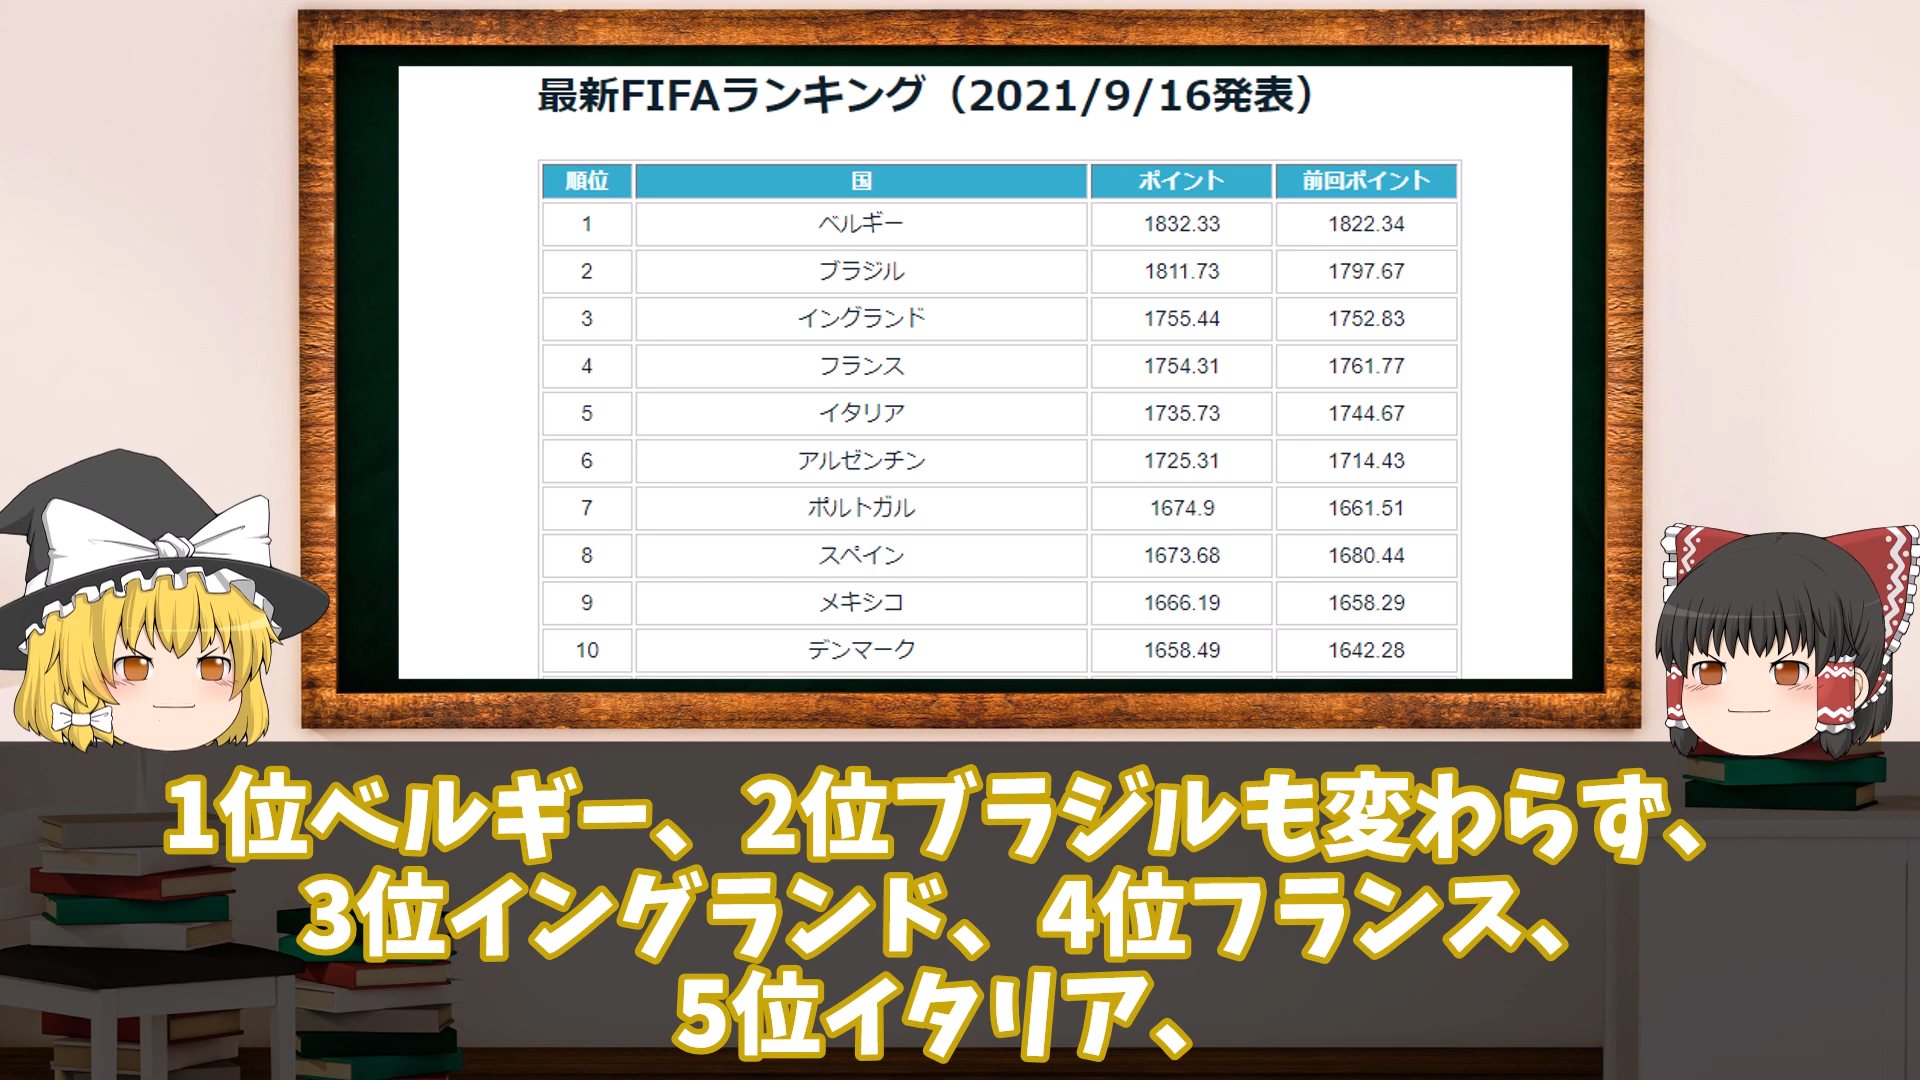 最新FIFAランキング（2021/9/16発表）
順位 国 ポイント 前回ポイント
1 ベルギー 1832.33 1822.34
2 ブラジル 1811.73 1797.67
3 イングランド 1755.44 1752.83
4 フランス 1754.31 1761.77
5 イタリア 1735.73 1744.67
6 アルゼンチン 1725.31 1714.43
7 ポルトガル 1674.9 1661.51
8 スペイン 1673.68 1680.44
9 メキシコ 1666.19 1658.29
10 デンマーク 1658.49 1642.28
1位ベルギー、2位ブラジルも変わらず、
3位イングランド、4位フランス、
5位イタリア、